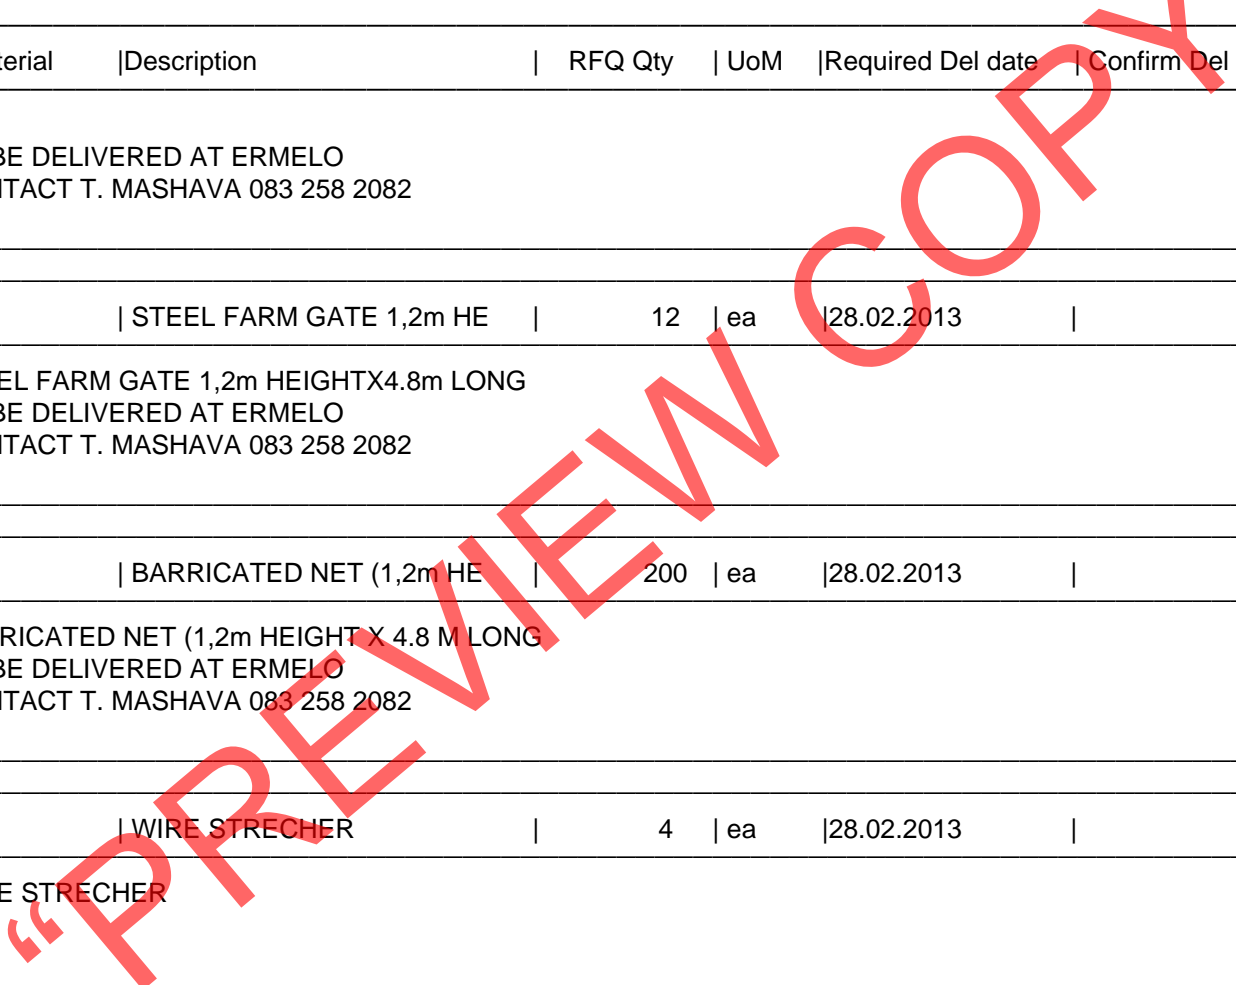 terial |Description | RFQ Qty | UoM |Required Del date | Confirm Del
BE DELIVERED AT ERMELO
NTACT T. MASHAVA 083 258 2082
| STEEL FARM GATE 1,2m HE | 12 | ea |28.02.2013 |
EL FARM GATE 1,2m HEIGHTX4.8m LONG
BE DELIVERED AT ERMELO
NTACT T. MASHAVA 083 258 2082
| BARRICATED NET (1,2m HE | 200 | ea |28.02.2013 |
RICATED NET (1,2m HEIGHT X 4.8 M LONG
BE DELIVERED AT ERMELO
NTACT T. MASHAVA 083 258 2082
| WIRE STRECHER | 4 | ea |28.02.2013 |
E STRECHER
“PREVIEW COPY